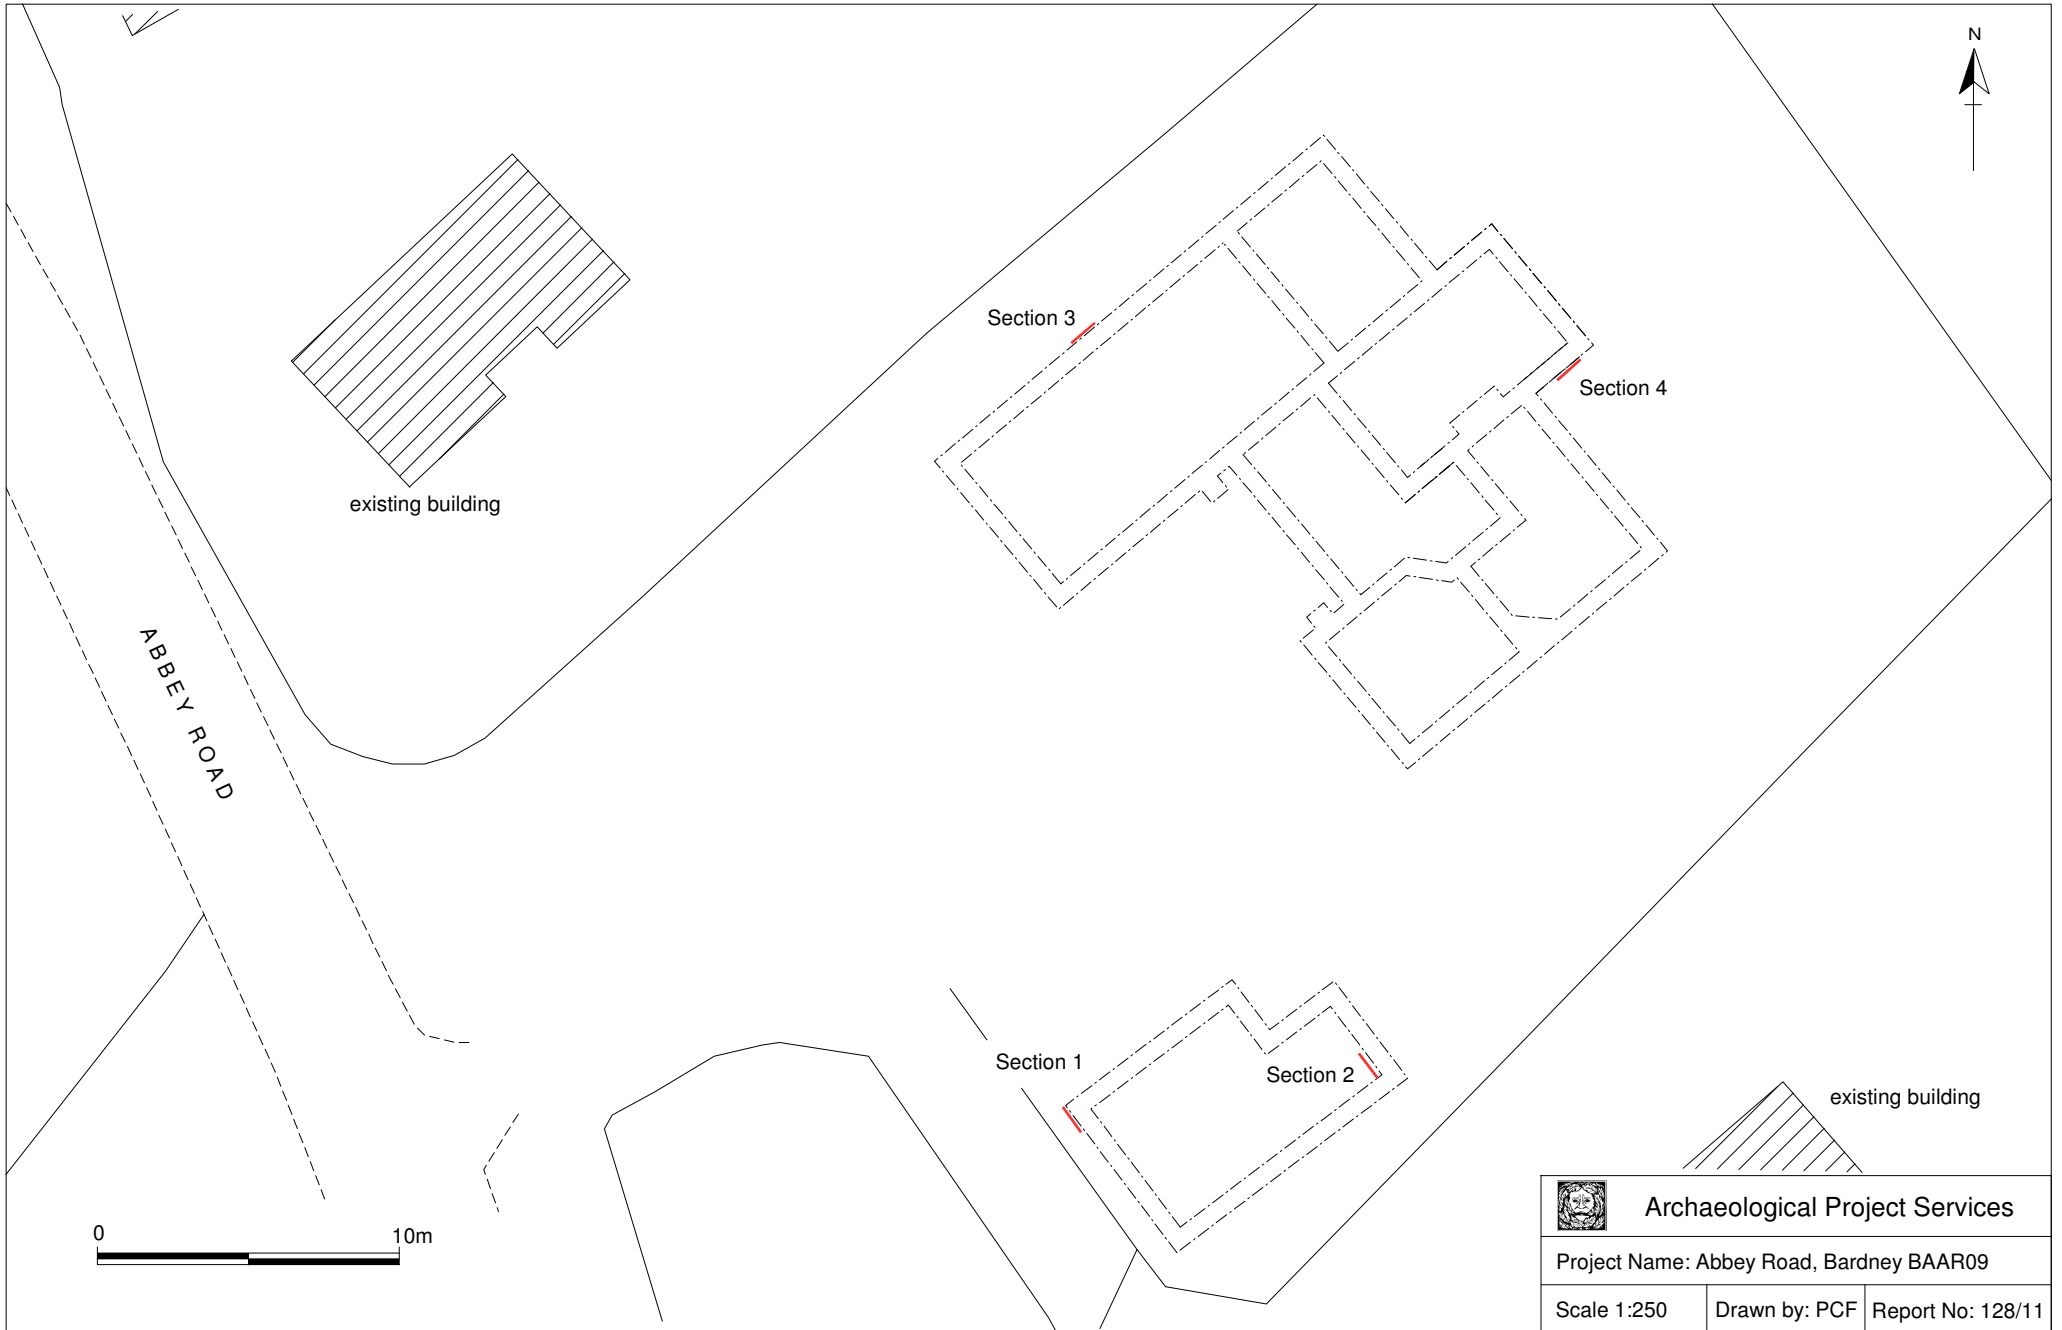 N
Section 3
Section 4
existing building
ABBEY ROAD
Section 1
Section 2
existing building
0 10m
Archaeological Project Services
Project Name: Abbey Road, Bardney BAAR09
Scale 1:250
Drawn by: PCF
Report No: 128/11